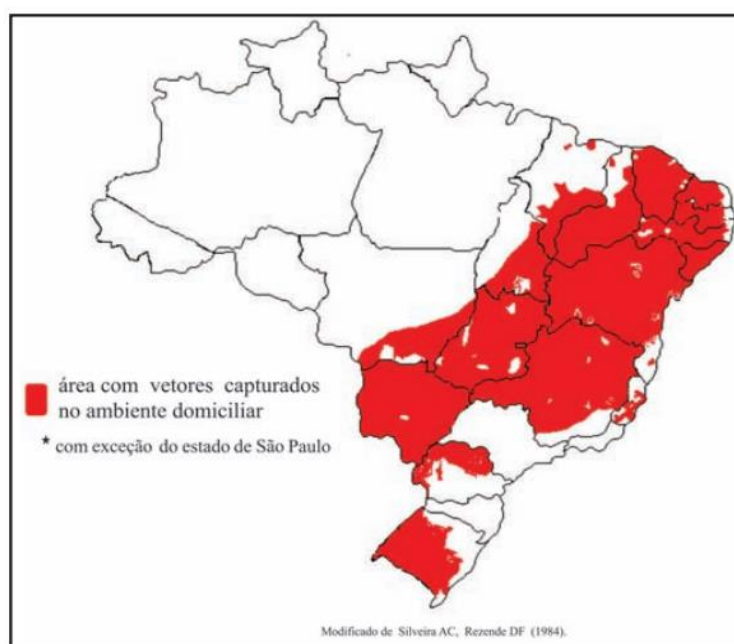 área com vetores capturados
no ambiente domiciliar
* com exceção do estado de São Paulo
Modificado de Silveira AC, Rezende DF (1984).